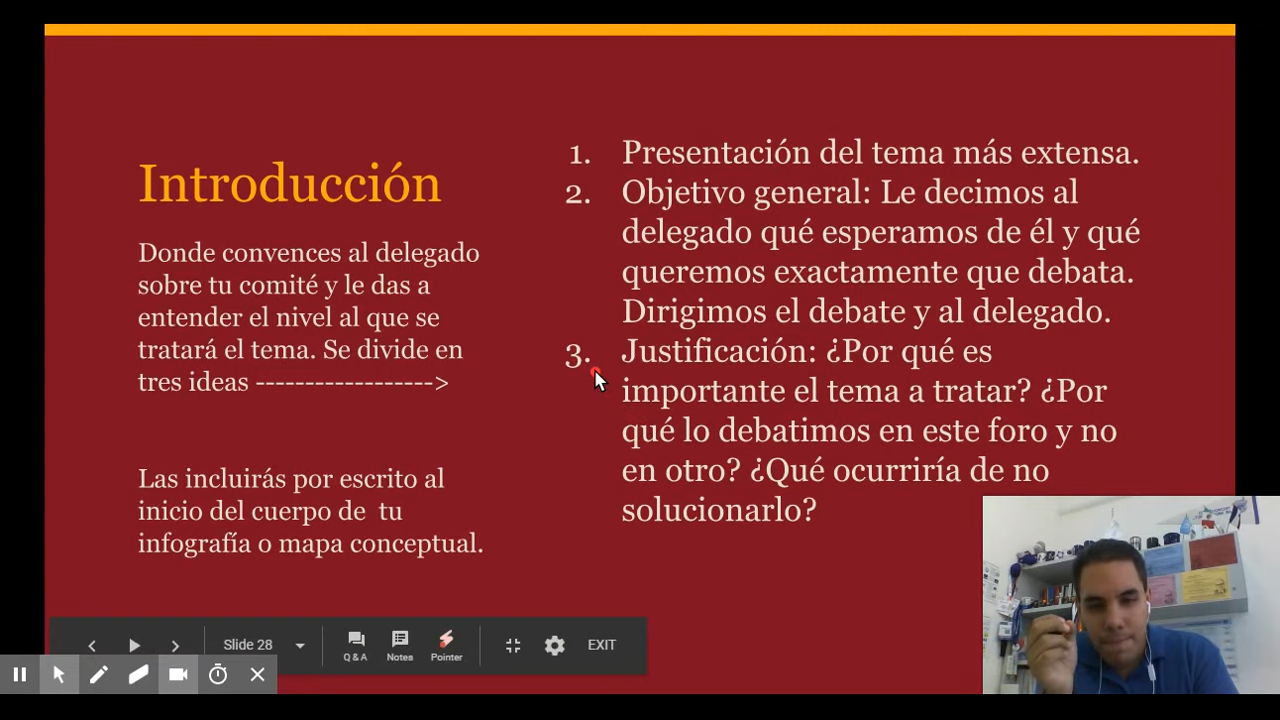 Introducción
Donde convences al delegado
sobre tu comité y le das a
entender el nivel al que se
tratará el tema. Se divide en
tres ideas ------------------>
Las incluirás por escrito al
inicio del cuerpo de  tu
infografía o mapa conceptual.
1. Presentación del tema más extensa.
2. Objetivo general: Le decimos al
delegado qué esperamos de él y qué
queremos exactamente que debata.
Dirigimos el debate y al delegado.
3. Justificación: ¿Por qué es
importante el tema a tratar? ¿Por
qué lo debatimos en este foro y no
en otro? ¿Qué ocurriría de no
solucionarlo?
Slide 28
Q & A
Notes
Pointer
EXIT